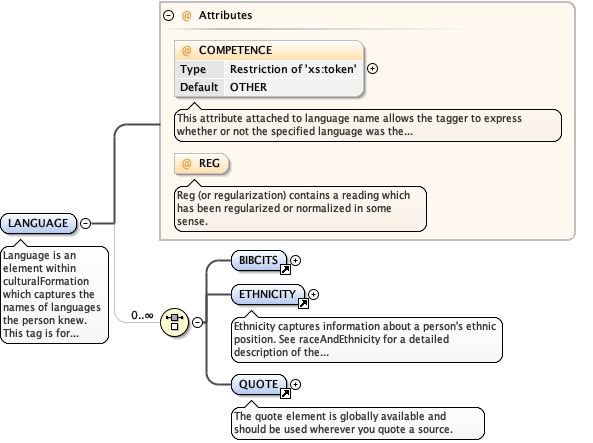 @ Attributes
@ COMPETENCE
Type Restriction of 'xs:token'
Default OTHER
This attribute attached to language name allows the tagger to express
whether or not the specified language was the...
@ REG
Reg (or regularization) contains a reading which
has been regularized or normalized in some
sense.
LANGUAGE
Language is an
element within
culturalFormation
which captures the
names of languages
the person knew.
This tag is for...
0..∞
BIBCITS
ETHNICITY
Ethnicity captures information about a person's ethnic
position. See raceAndEthnicity for a detailed
description of the...
QUOTE
The quote element is globally available and
should be used wherever you quote a source.